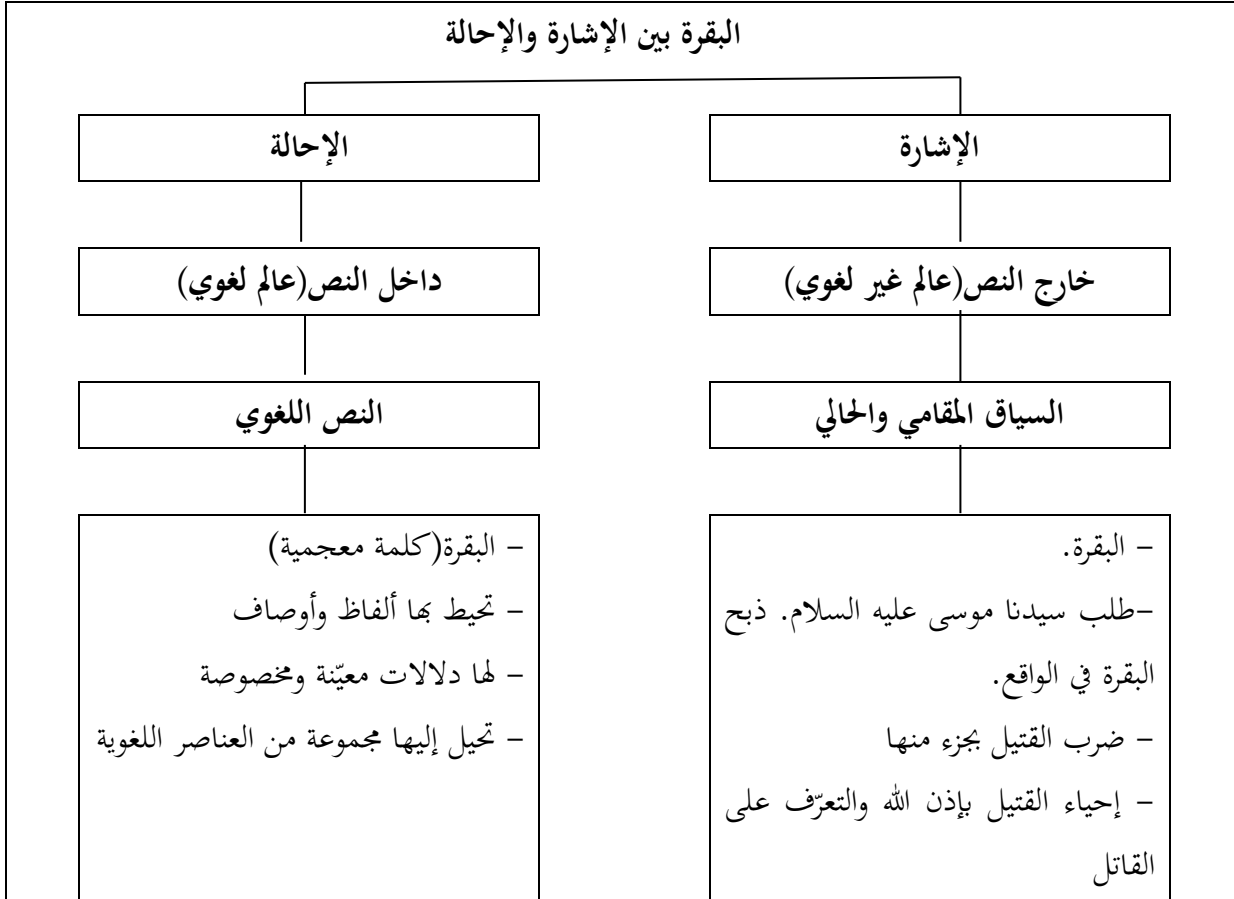 البقرة بين الإشارة والإحالة
الإشارة
الإحالة
خارج النص(عالم غير لغوي)
داخل النص(عالم لغوي)
السياق المقامي والحالي
النص اللغوي
– البقرة.
–طلب سيدنا موسى عليه السلام. ذبح
البقرة في الواقع.
– ضرب القتيل بجزء منها
– إحياء القتيل بإذن الله والتعرّف على
القاتل
– البقرة(كلمة معجمية)
– تحيط بها ألفاظ وأوصاف
– لها دلالات معيّنة ومخصوصة
– تحيل إليها مجموعة من العناصر اللغوية